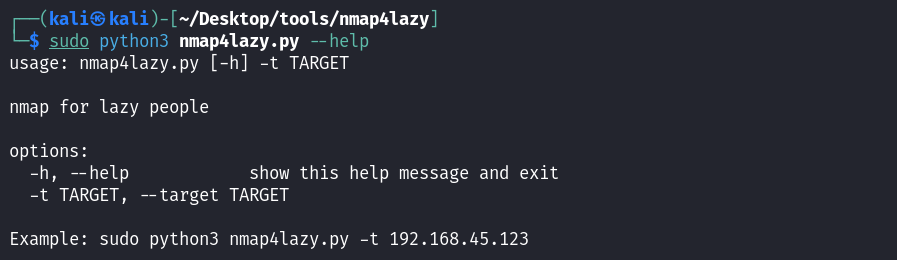 ┌──(kali㉿kali)-[~/Desktop/tools/nmap4lazy]
└─$ sudo python3 nmap4lazy.py --help
usage: nmap4lazy.py [-h] -t TARGET

nmap for lazy people

options:
  -h, --help            show this help message and exit
  -t TARGET, --target TARGET

Example: sudo python3 nmap4lazy.py -t 192.168.45.123